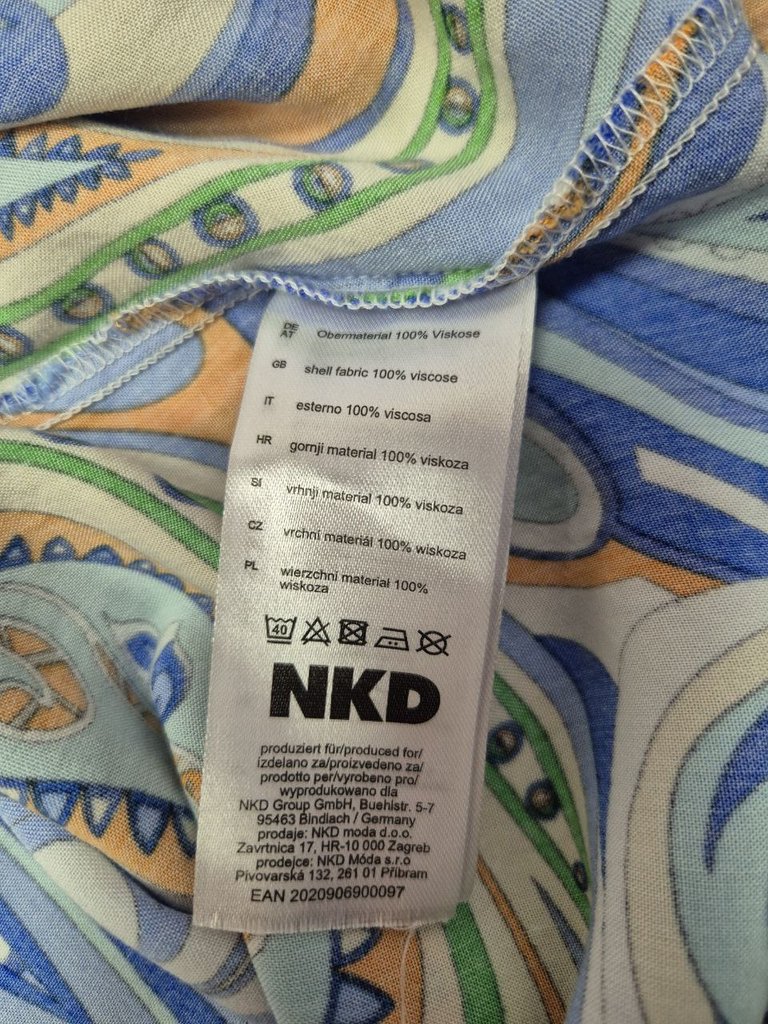 DE AT Obermaterial 100% Viskose
GB shell fabric 100% viscose
IT esterno 100% viscosa
HR gornji material 100% viskoza
SI vrhnji material 100% viskoza
CZ vrchní materiál 100% wiskoza
PL wierzchni materiał 100%
wiskoza
40
NKD
produziert für/produced for/
izdelano za/proizvedeno za/
prodotto per/vyrobeno pro/
wyprodukowano dla
NKD Group GmbH, Buehlstr. 5-7
95463 Bindlach / Germany
prodaje: NKD moda d.o.o.
Zavrtnica 17, HR-10 000 Zagreb
prodejce: NKD Móda s.r.o
Pivovarská 132, 261 01 Příbram
EAN 2020906900097